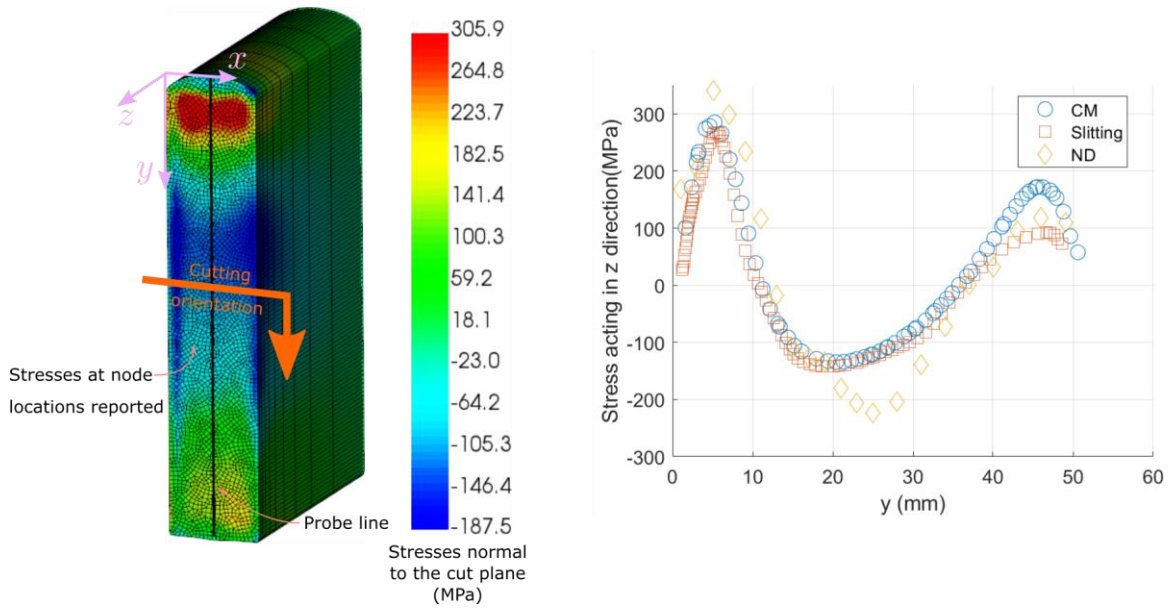 x
z
y
Cutting
orientation
Stresses at node
locations reported
Probe line
305.9
264.8
223.7
182.5
141.4
100.3
59.2
18.1
-23.0
-64.2
-105.3
-146.4
-187.5
Stresses normal
to the cut plane
(MPa)
Stress acting in z direction(MPa)
300
200
100
0
-100
-200
-300
0
10
20
30
40
50
60
y (mm)
CM
Slitting
ND